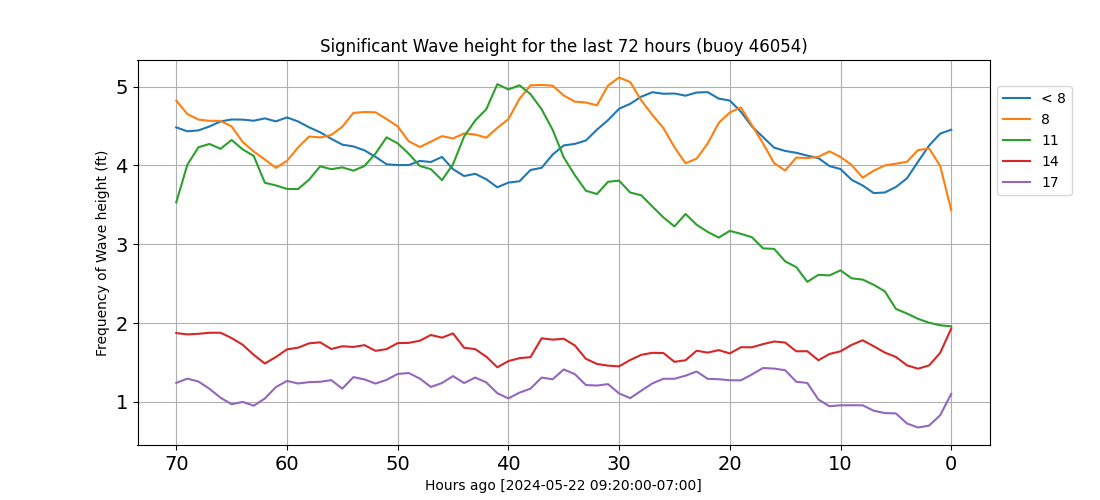 Significant Wave height for the last 72 hours (buoy 46054)
Frequency of Wave height (ft)
5
4
3
2
1
70 60 50 40 30 20 10 0
Hours ago [2024-05-22 09:20:00-07:00]
< 8
8
11
14
17